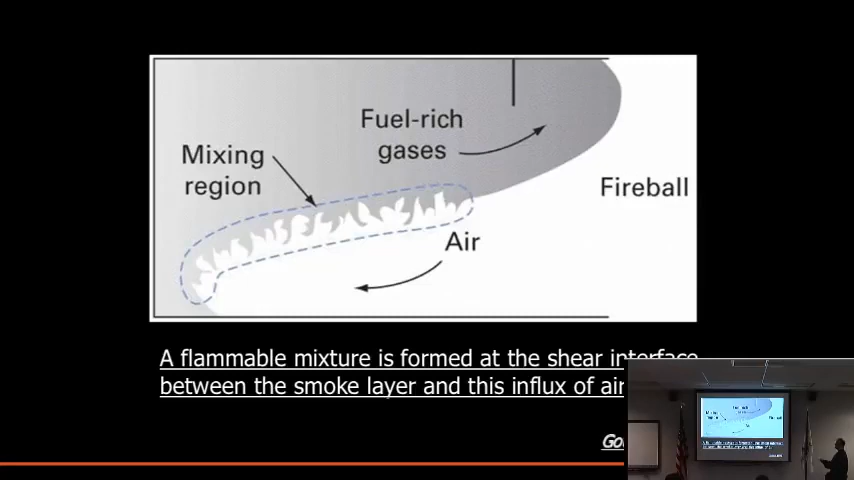 Fuel-rich
gases
Mixing
region
Fireball
Air
A flammable mixture is formed at the shear interface
between the smoke layer and this influx of air